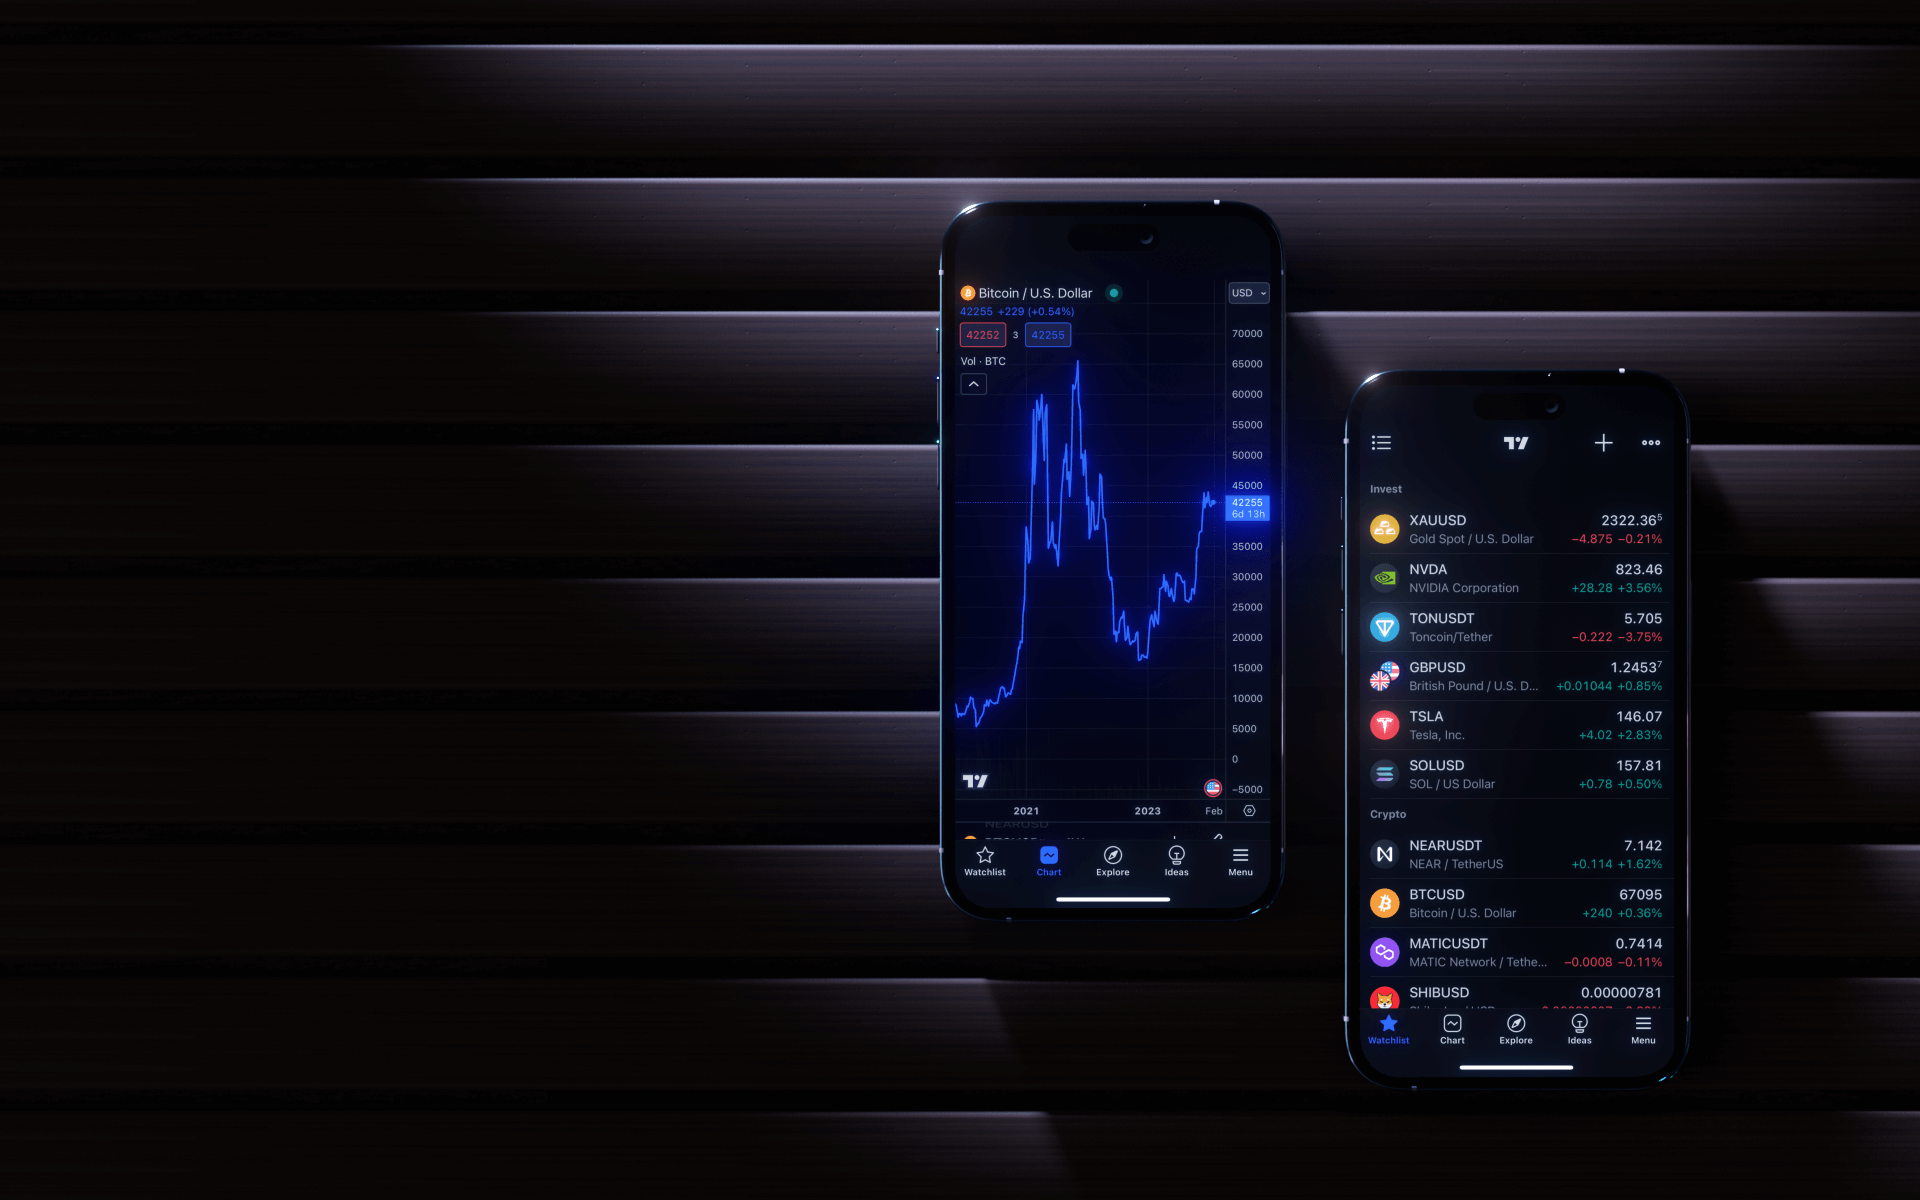 Bitcoin / U.S. Dollar
USD
42255 +229 (+0.54%)
42252 3 42255
Vol · BTC
70000
65000
60000
55000
50000
45000
42255
6d 13h
35000
30000
25000
20000
15000
10000
5000
0
−5000
2021 2023 Feb
NEARUSD
Watchlist Chart Explore Ideas Menu
Invest
XAUUSD 2322.36⁵
Gold Spot / U.S. Dollar −4.875 −0.21%
NVDA 823.46
NVIDIA Corporation +28.28 +3.56%
TONUSDT 5.705
Toncoin/Tether −0.222 −3.75%
GBPUSD 1.2453⁷
British Pound / U.S. D... +0.01044 +0.85%
TSLA 146.07
Tesla, Inc. +4.02 +2.83%
SOLUSD 157.81
SOL / US Dollar +0.78 +0.50%
Crypto
NEARUSDT 7.142
NEAR / TetherUS +0.114 +1.62%
BTCUSD 67095
Bitcoin / U.S. Dollar +240 +0.36%
MATICUSDT 0.7414
MATIC Network / Tethe... −0.0008 −0.11%
SHIBUSD 0.00000781
Watchlist Chart Explore Ideas Menu